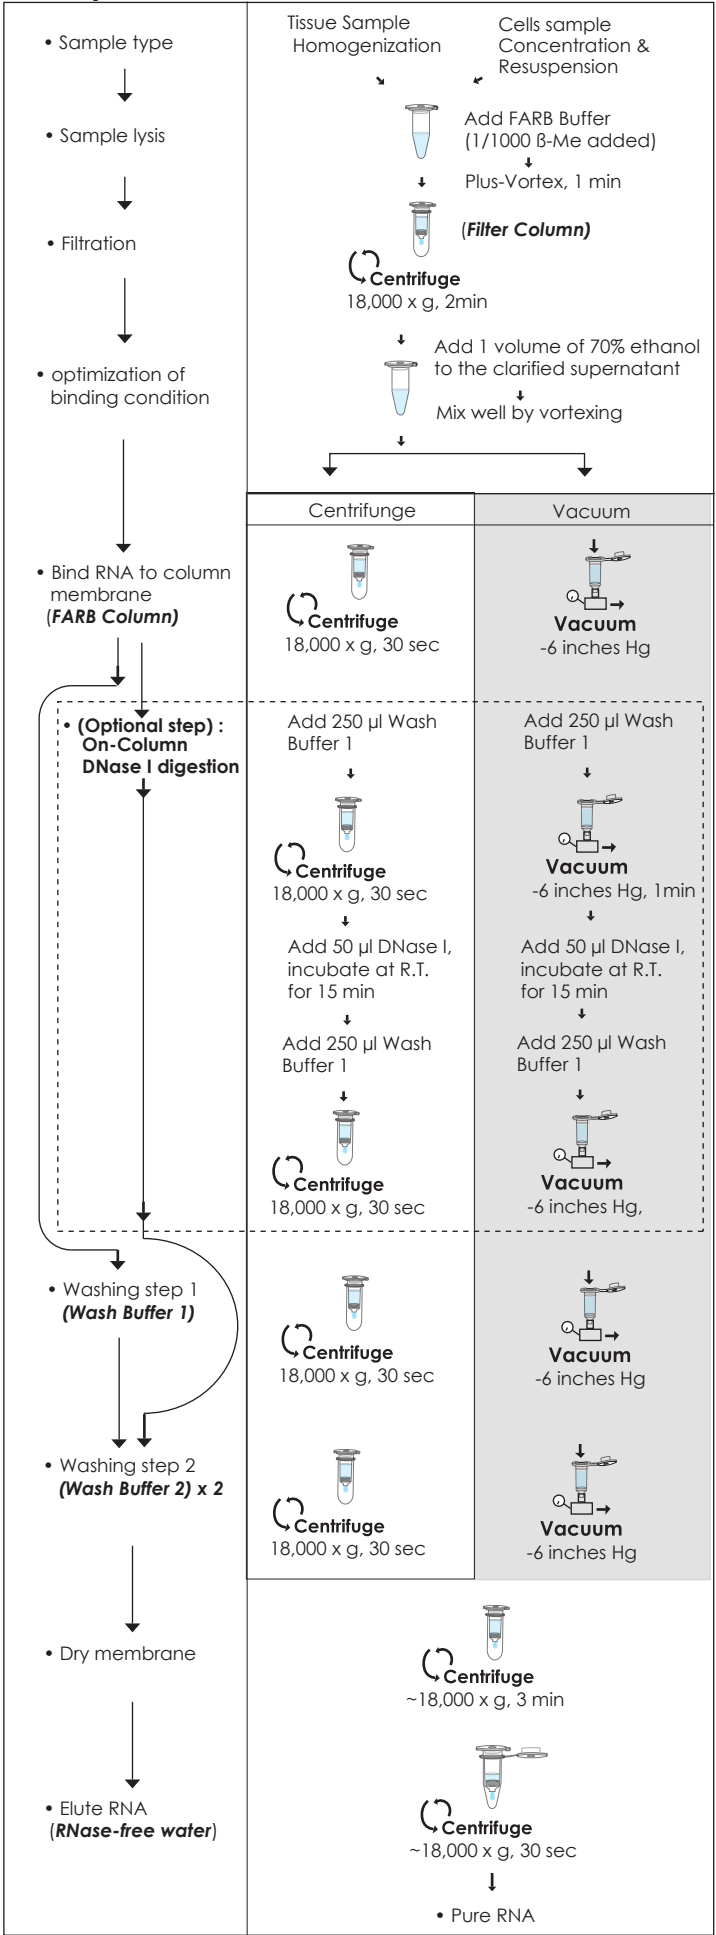 • Sample type
Tissue Sample
Homogenization
Cells sample
Concentration &
Resuspension
• Sample lysis
Add FARB Buffer
(1/1000 ß-Me added)
Plus-Vortex, 1 min
• Filtration
(Filter Column)
Centrifuge
18,000 x g, 2min
• optimization of
binding condition
Add 1 volume of 70% ethanol
to the clarified supernatant
Mix well by vortexing
Centrifunge
Vacuum
• Bind RNA to column
membrane
(FARB Column)
Centrifuge
18,000 x g, 30 sec
Vacuum
-6 inches Hg
• (Optional step) :
On-Column
DNase I digestion
Add 250 µl Wash
Buffer 1
Centrifuge
18,000 x g, 30 sec
Add 50 µl DNase I,
incubate at R.T.
for 15 min
Add 250 µl Wash
Buffer 1
Centrifuge
18,000 x g, 30 sec
Add 250 µl Wash
Buffer 1
Vacuum
-6 inches Hg, 1min
Add 50 µl DNase I,
incubate at R.T.
for 15 min
Add 250 µl Wash
Buffer 1
Vacuum
-6 inches Hg,
• Washing step 1
(Wash Buffer 1)
Centrifuge
18,000 x g, 30 sec
Vacuum
-6 inches Hg
• Washing step 2
(Wash Buffer 2) x 2
Centrifuge
18,000 x g, 30 sec
Vacuum
-6 inches Hg
• Dry membrane
Centrifuge
~18,000 x g, 3 min
• Elute RNA
(RNase-free water)
Centrifuge
~18,000 x g, 30 sec
• Pure RNA